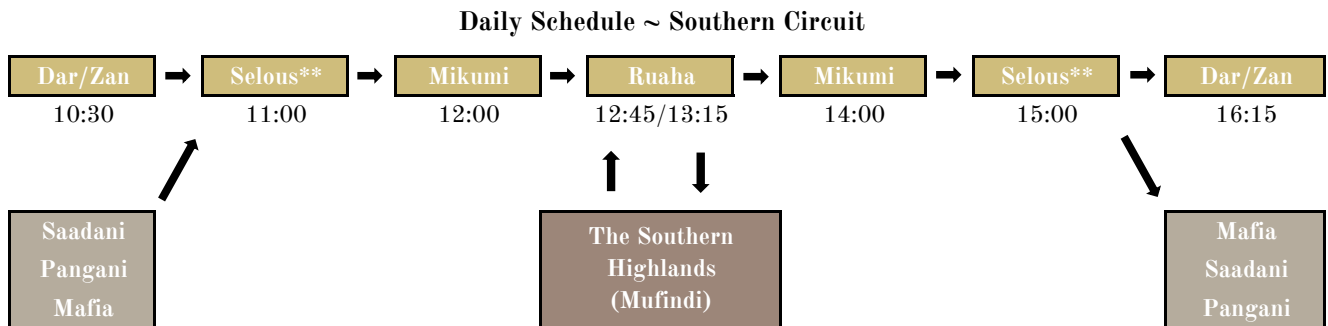 Daily Schedule ~ Southern Circuit
Dar/Zan
Selous**
Mikumi
Ruaha
Mikumi
Selous**
Dar/Zan
10:30
11:00
12:00
12:45/13:15
14:00
15:00
16:15
Saadani
Pangani
Mafia
The Southern
Highlands
(Mufindi)
Mafia
Saadani
Pangani